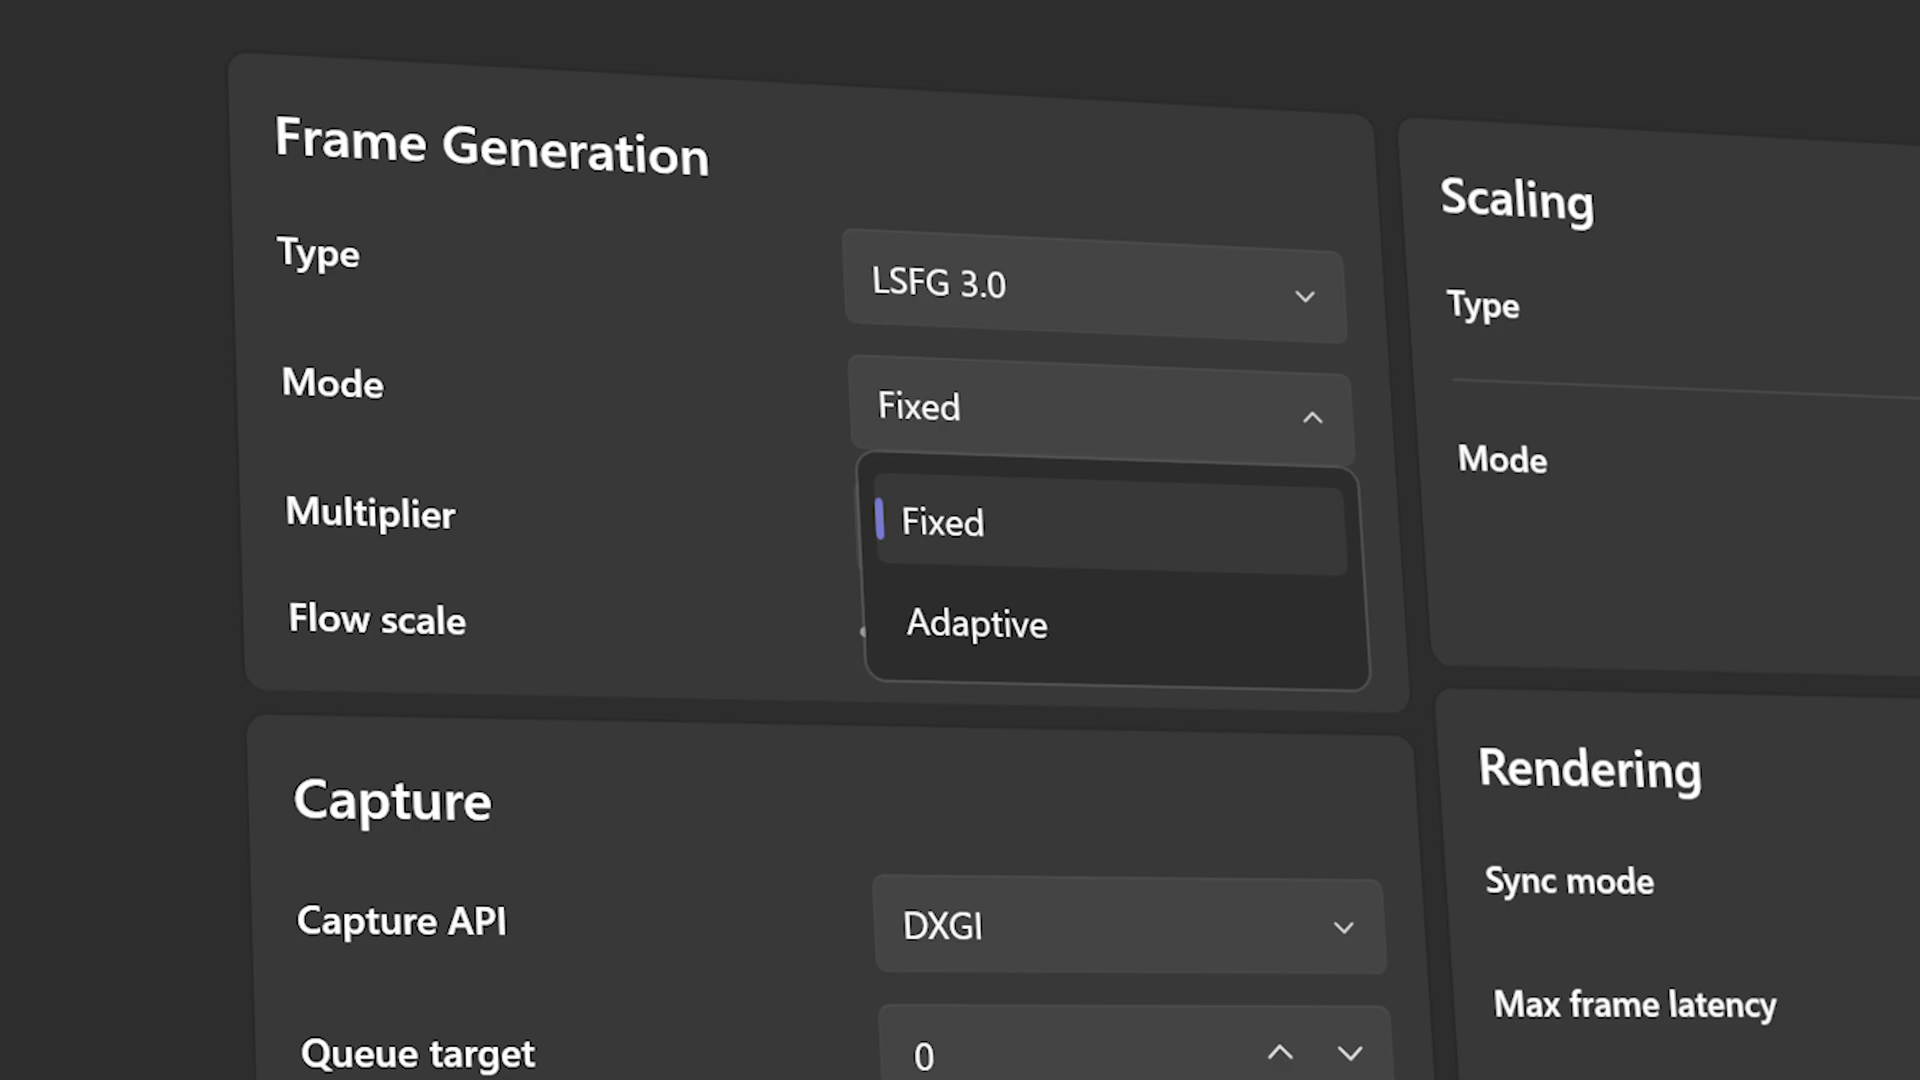 Frame Generation
Type
LSFG 3.0
Mode
Fixed
Fixed
Adaptive
Multiplier
Flow scale
Capture
Capture API
DXGI
Queue target
0
Scaling
Type
Mode
Rendering
Sync mode
Max frame latency